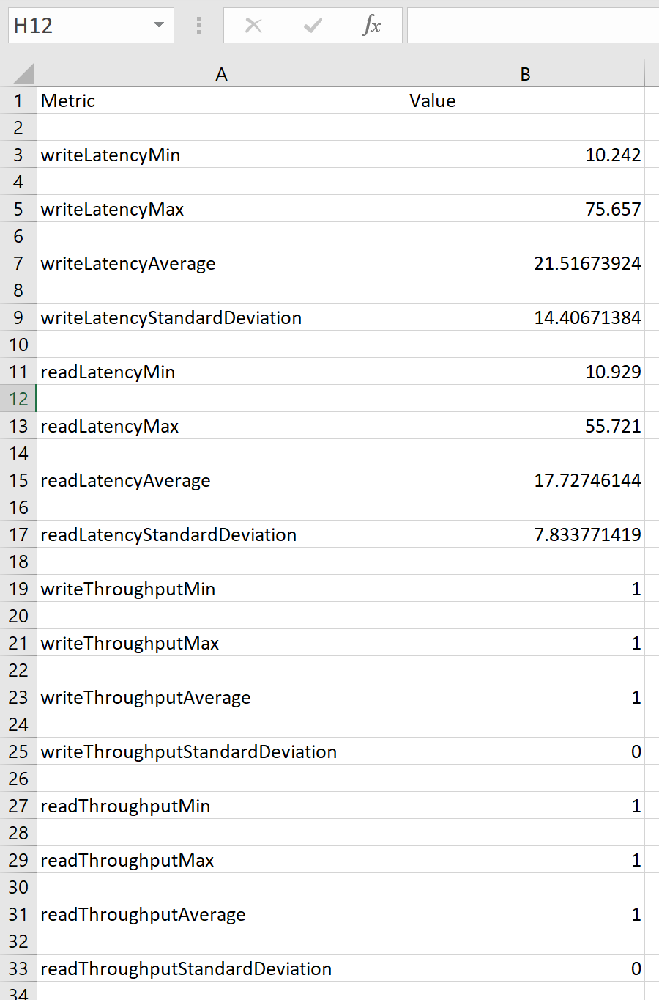 H12 fx
A B
1 Metric Value
2
3 writeLatencyMin 10.242
4
5 writeLatencyMax 75.657
6
7 writeLatencyAverage 21.51673924
8
9 writeLatencyStandardDeviation 14.40671384
10
11 readLatencyMin 10.929
12
13 readLatencyMax 55.721
14
15 readLatencyAverage 17.72746144
16
17 readLatencyStandardDeviation 7.833771419
18
19 writeThroughputMin 1
20
21 writeThroughputMax 1
22
23 writeThroughputAverage 1
24
25 writeThroughputStandardDeviation 0
26
27 readThroughputMin 1
28
29 readThroughputMax 1
30
31 readThroughputAverage 1
32
33 readThroughputStandardDeviation 0
34